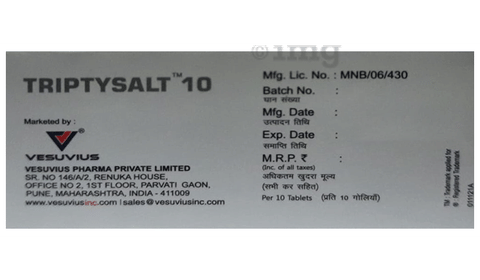 1mg
TRIPTYSALT™ 10
Marketed by :
VESUVIUS
VESUVIUS PHARMA PRIVATE LIMITED
SR. NO 146/A/2, RENUKA HOUSE,
OFFICE NO 2, 1ST FLOOR, PARVATI GAON,
PUNE, MAHARASHTRA, INDIA - 411009
www.vesuviusinc.com | sales@vesuviusinc.com
Mfg. Lic. No. : MNB/06/430
Batch No. :
घान संख्या
Mfg. Date :
उत्पादन तिथि
Exp. Date :
समाप्ति तिथि
M.R.P. ₹ :
(Inc. of all taxes)
अधिकतम खुदरा मूल्य
(सभी कर सहित)
Per 10 Tablets (प्रति 10 गोलियाँ)
TM : Trademark applied for
® : Registered Trademark
011121A